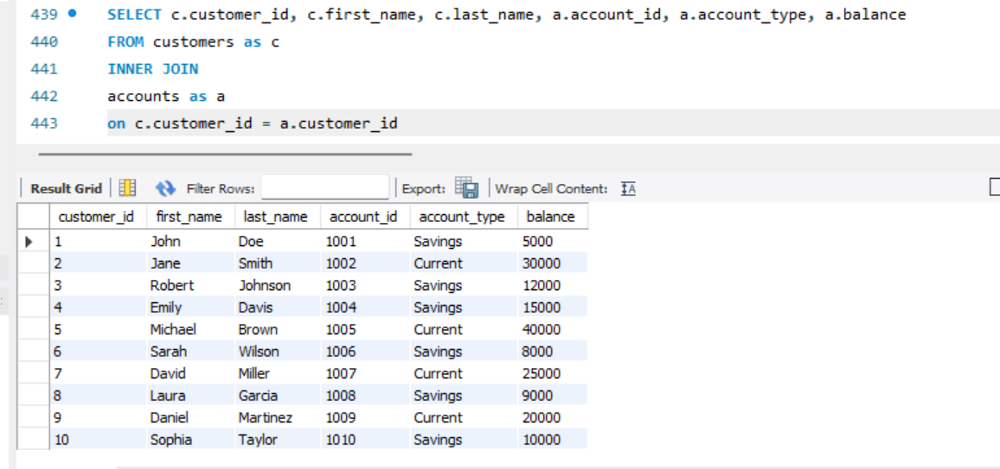 439 SELECT c.customer_id, c.first_name, c.last_name, a.account_id, a.account_type, a.balance
440 FROM customers as c
441 INNER JOIN
442 accounts as a
443 on c.customer_id = a.customer_id
Result Grid Filter Rows: Export: Wrap Cell Content: IA
customer_id first_name last_name account_id account_type balance
1 John Doe 1001 Savings 5000
2 Jane Smith 1002 Current 30000
3 Robert Johnson 1003 Savings 12000
4 Emily Davis 1004 Savings 15000
5 Michael Brown 1005 Current 40000
6 Sarah Wilson 1006 Savings 8000
7 David Miller 1007 Current 25000
8 Laura Garcia 1008 Savings 9000
9 Daniel Martinez 1009 Current 20000
10 Sophia Taylor 1010 Savings 10000